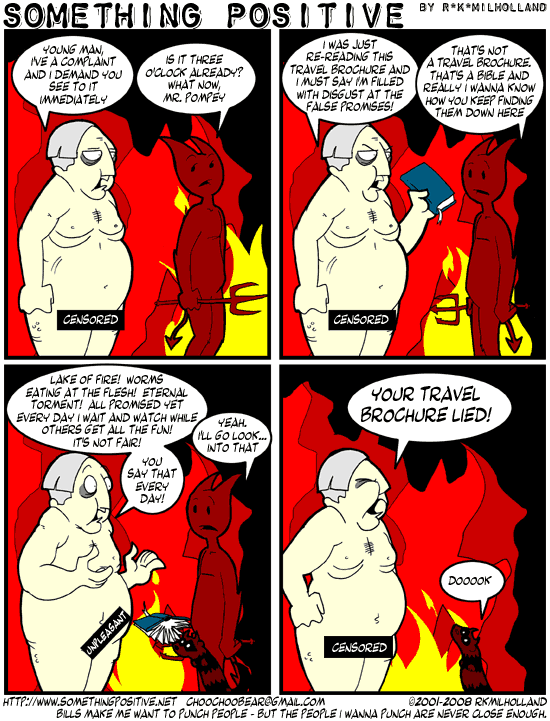 SOMETHING POSITIVE
BY R*K*MILHOLLAND
YOUNG MAN,
I'VE A COMPLAINT
AND I DEMAND YOU
SEE TO IT
IMMEDIATELY
IS IT THREE
O'CLOCK ALREADY?
WHAT NOW,
MR. POMPEY
CENSORED
I WAS JUST
RE-READING THIS
TRAVEL BROCHURE AND
I MUST SAY I'M FILLED
WITH DISGUST AT THE
FALSE PROMISES!
THAT'S NOT
A TRAVEL BROCHURE.
THAT'S A BIBLE AND
REALLY I WANNA KNOW
HOW YOU KEEP FINDING
THEM DOWN HERE
CENSORED
LAKE OF FIRE! WORMS
EATING AT THE FLESH! ETERNAL
TORMENT! ALL PROMISED YET
EVERY DAY I WAIT AND WATCH WHILE
OTHERS GET ALL THE FUN!
IT'S NOT FAIR!
YEAH.
I'LL GO LOOK...
INTO THAT
YOU
SAY THAT
EVERY
DAY!
UNPLEASANT
YOUR TRAVEL
BROCHURE LIED!
DOOOOK
CENSORED
HTTP://WWW.SOMETHINGPOSITIVE.NET CHOOCHOOBEAR@GMAIL.COM ©2001-2008 RKMILHOLLAND
BILLS MAKE ME WANT TO PUNCH PEOPLE - BUT THE PEOPLE I WANNA PUNCH ARE NEVER CLOSE ENOUGH.